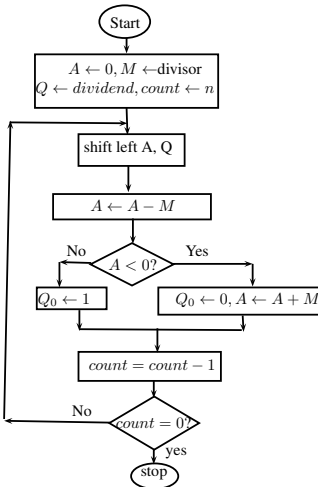 Start
A ← 0, M ←divisor
Q ← dividend, count ← n
shift left A, Q
A ← A − M
No
A < 0?
Yes
Q₀ ← 1
Q₀ ← 0, A ← A + M
count = count − 1
No
count = 0?
yes
stop